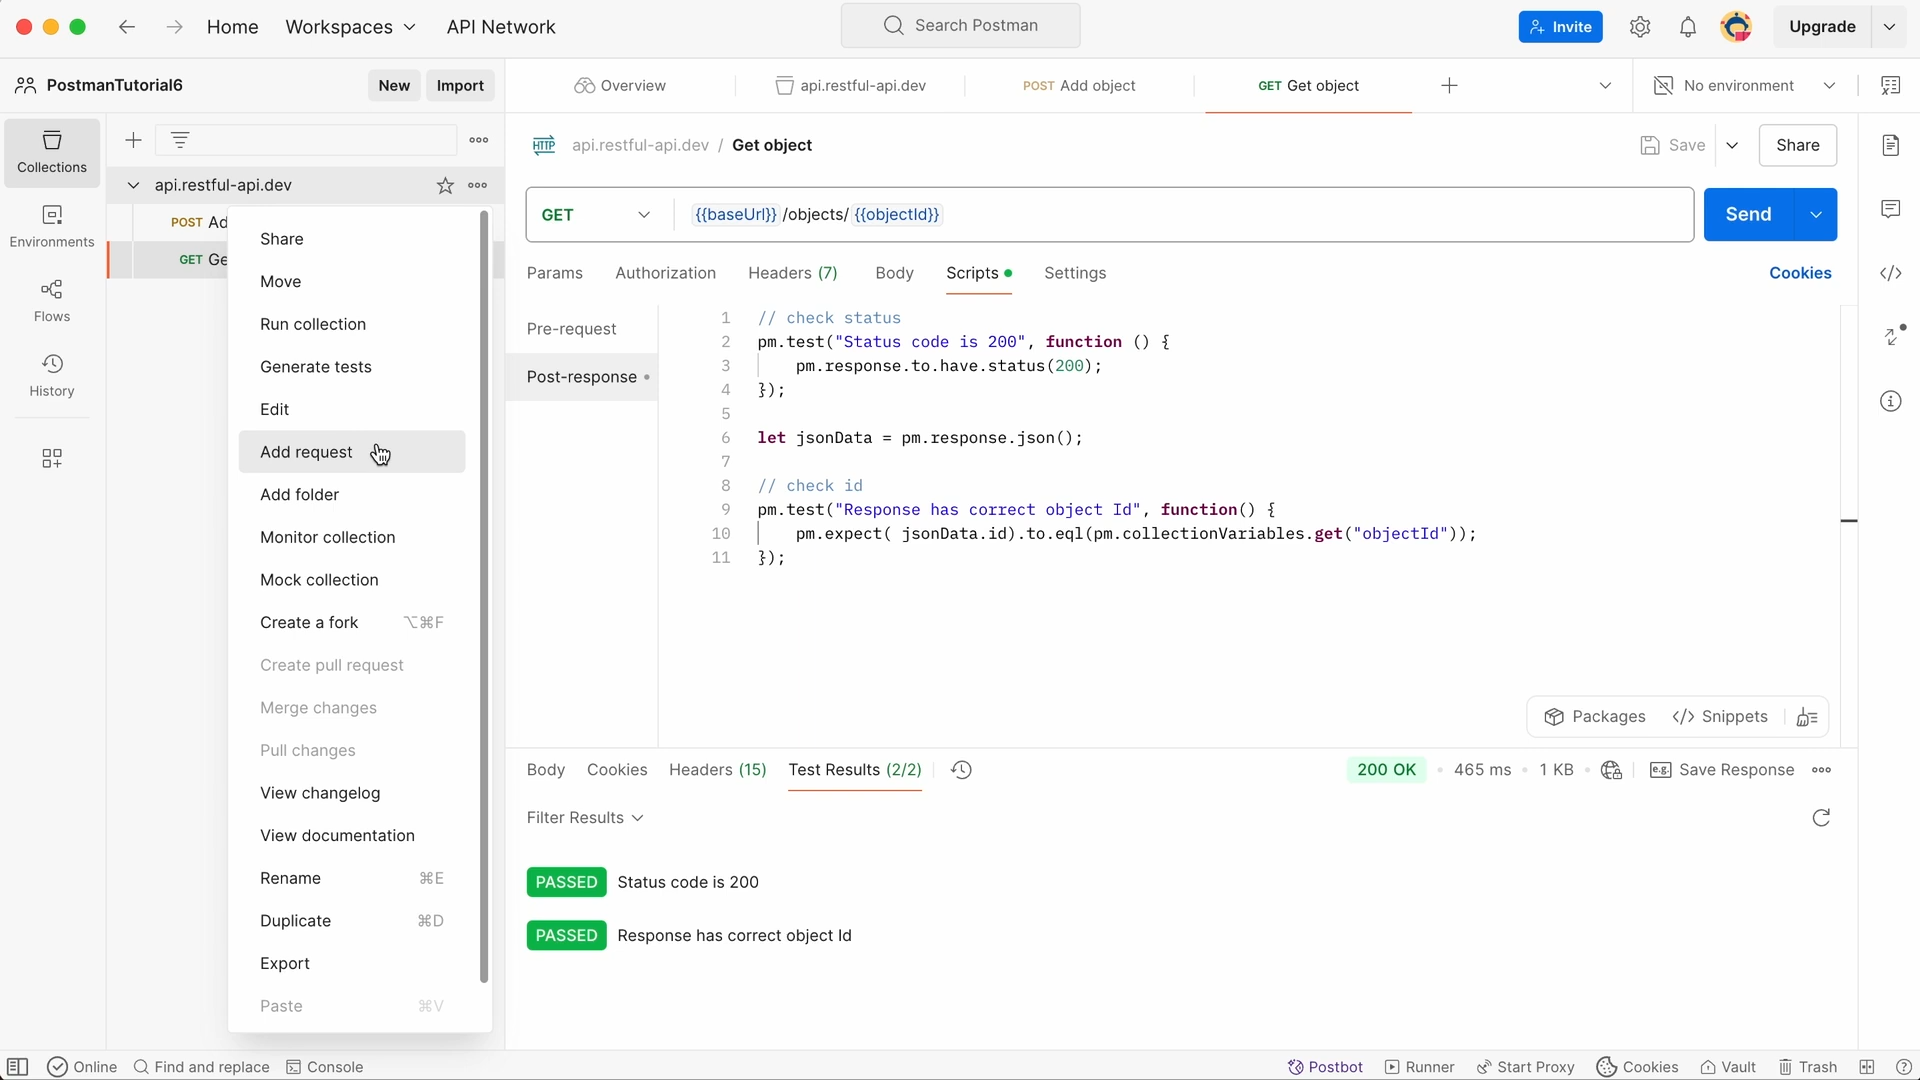 Home Workspaces API Network Search Postman Invite Upgrade
PostmanTutorial6 New Import Overview api.restful-api.dev POST Add object GET Get object No environment
Collections
api.restful-api.dev
HTTP api.restful-api.dev / Get object Save Share
POST Ad
GET Ge
Environments
Flows
History
Share
Move
Run collection
Generate tests
Edit
Add request
Add folder
Monitor collection
Mock collection
Create a fork ⌥⌘F
Create pull request
Merge changes
Pull changes
View changelog
View documentation
Rename ⌘E
Duplicate ⌘D
Export
Paste ⌘V
GET {{baseUrl}}/objects/{{objectId}} Send
Params Authorization Headers (7) Body Scripts Settings Cookies
Pre-request
Post-response
1 // check status
2 pm.test("Status code is 200", function () {
3 pm.response.to.have.status(200);
4 });
5
6 let jsonData = pm.response.json();
7
8 // check id
9 pm.test("Response has correct object Id", function() {
10 pm.expect( jsonData.id).to.eql(pm.collectionVariables.get("objectId"));
11 });
Packages </> Snippets
Body Cookies Headers (15) Test Results (2/2) 200 OK 465 ms 1 KB e.g. Save Response
Filter Results
PASSED Status code is 200
PASSED Response has correct object Id
Online Find and replace Console Postbot Runner Start Proxy Cookies Vault Trash